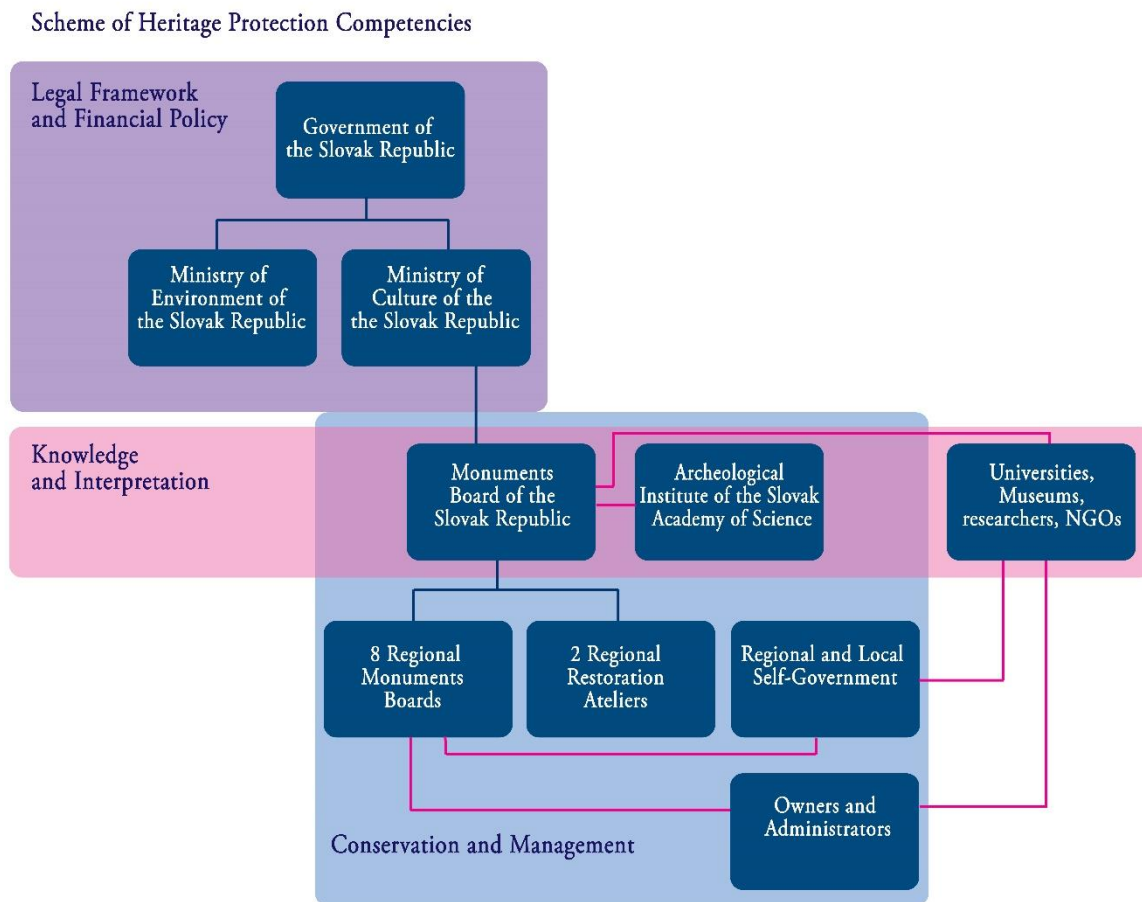 Scheme of Heritage Protection Competencies
Legal Framework
and Financial Policy
Government of
the Slovak Republic
Ministry of
Environment of
the Slovak Republic
Ministry of
Culture of the
the Slovak Republic
Knowledge
and Interpretation
Monuments
Board of the
Slovak Republic
Archeological
Institute of the Slovak
Academy of Science
Universities,
Museums,
researchers, NGOs
8 Regional
Monuments
Boards
2 Regional
Restoration
Ateliers
Regional and Local
Self-Government
Owners and
Administrators
Conservation and Management